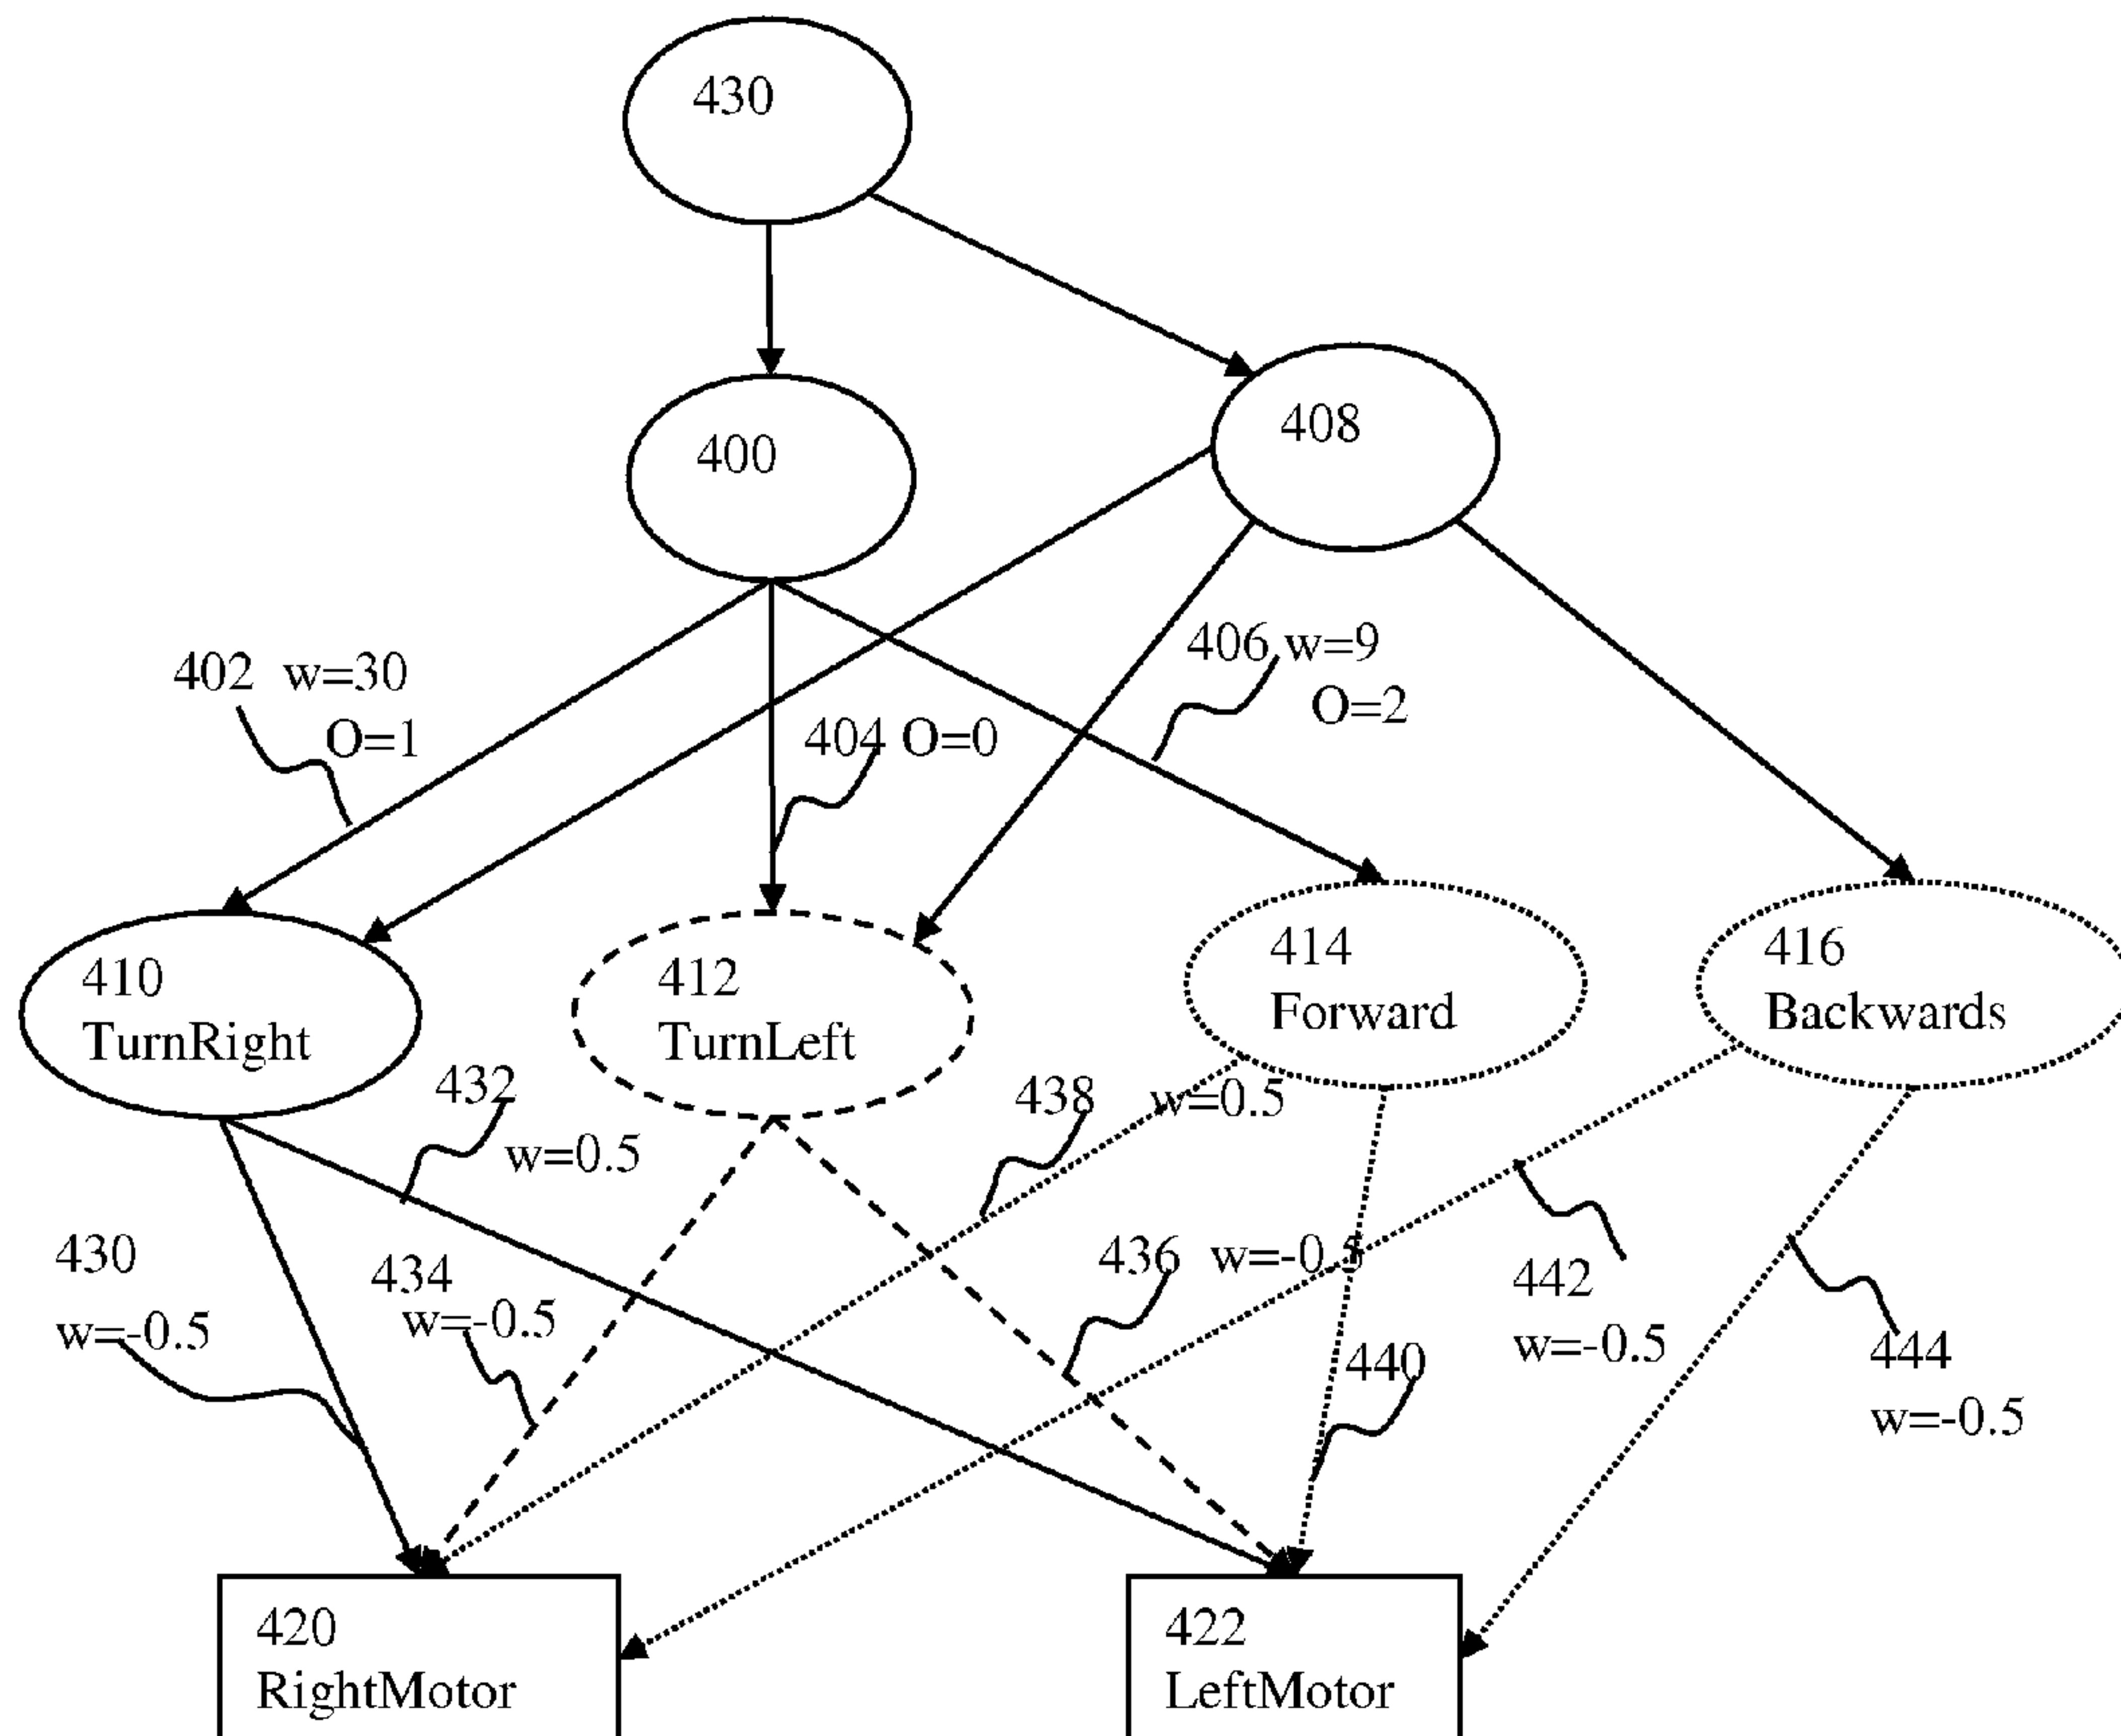 430
400
408
402 w=30
O=1
406 w=9
O=2
404 O=0
410
TurnRight
412
TurnLeft
414
Forward
416
Backwards
432
w=0.5
438 w=0.5
430
w=-0.5
434
w=-0.5
436 w=-0.5
442
w=-0.5
440
444
w=-0.5
420
RightMotor
422
LeftMotor